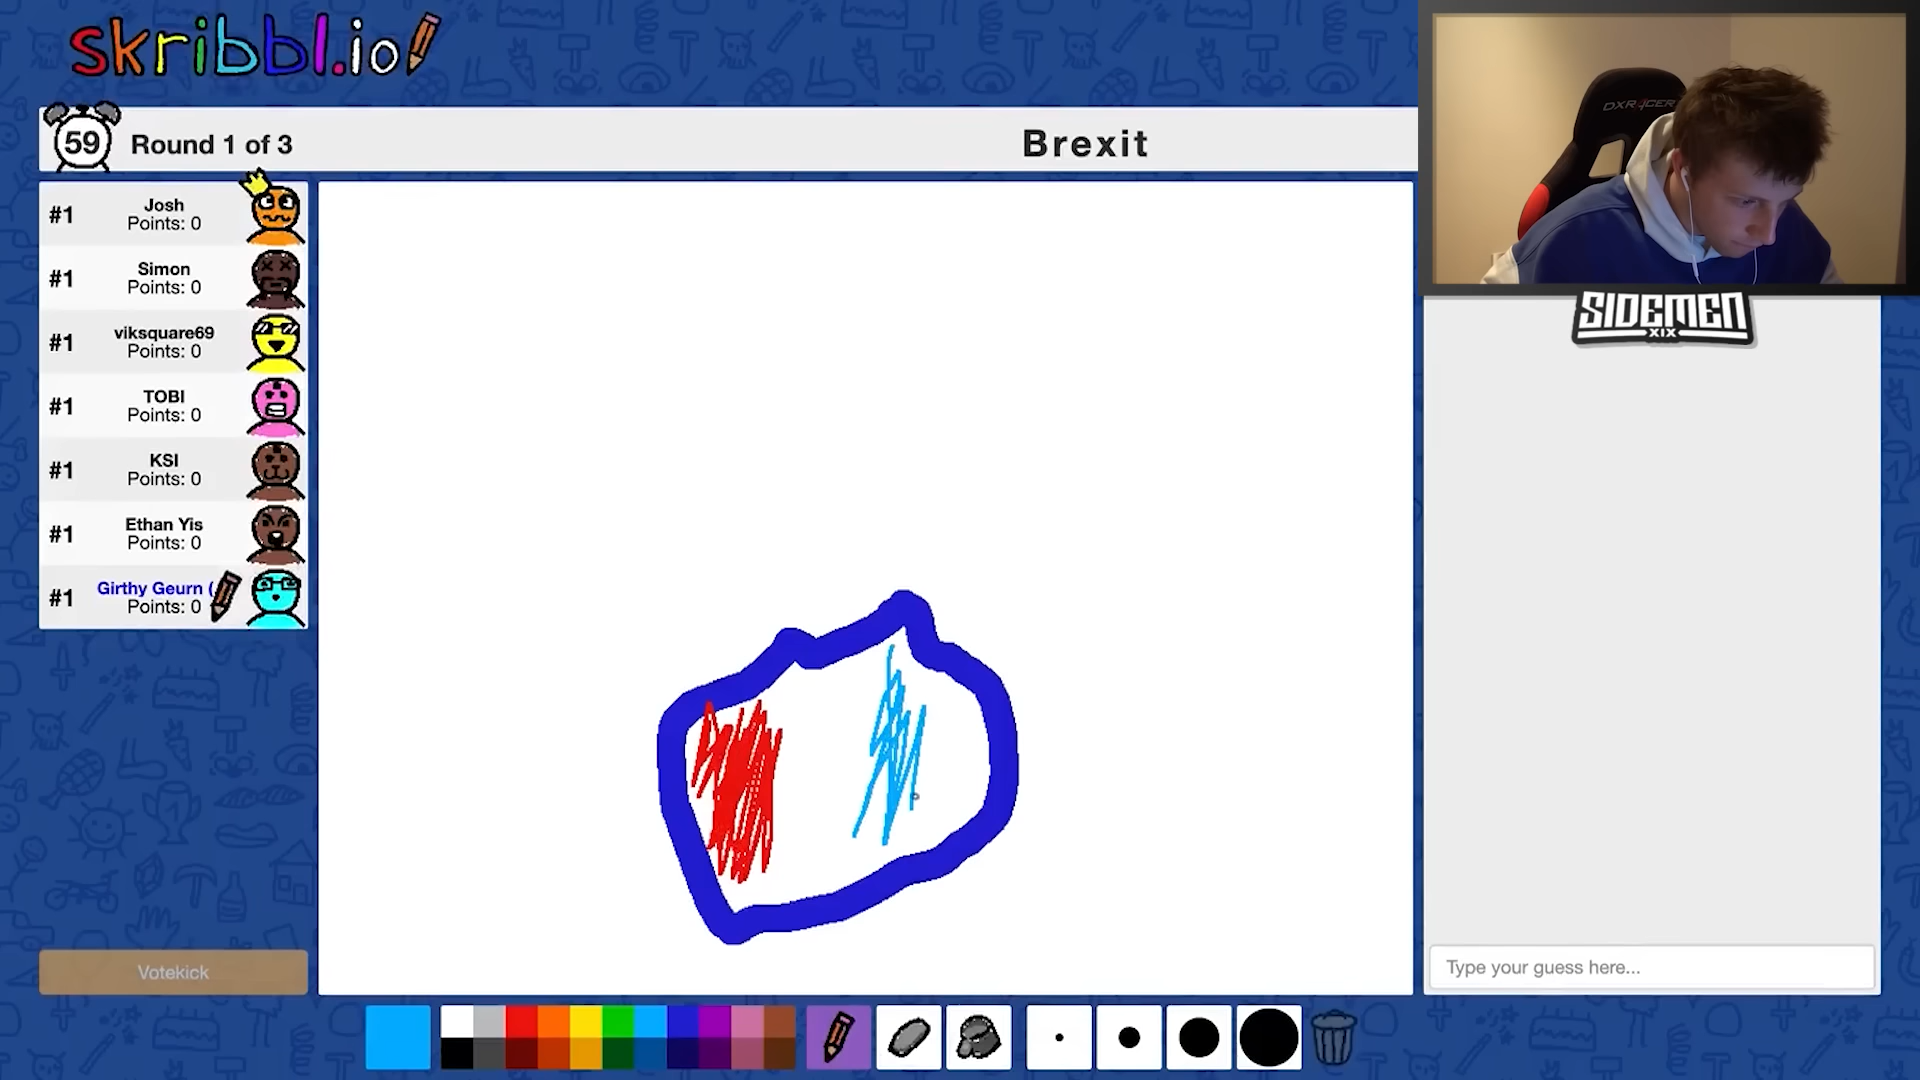 skribbl.io
59
Round 1 of 3
Brexit
#1
Josh
Points: 0
#1
Simon
Points: 0
#1
viksquare69
Points: 0
#1
TOBI
Points: 0
#1
KSI
Points: 0
#1
Ethan Yis
Points: 0
#1
Girthy Geurn (
Points: 0
Votekick
DXRACER
SIDEMEN
XIX
Type your guess here...